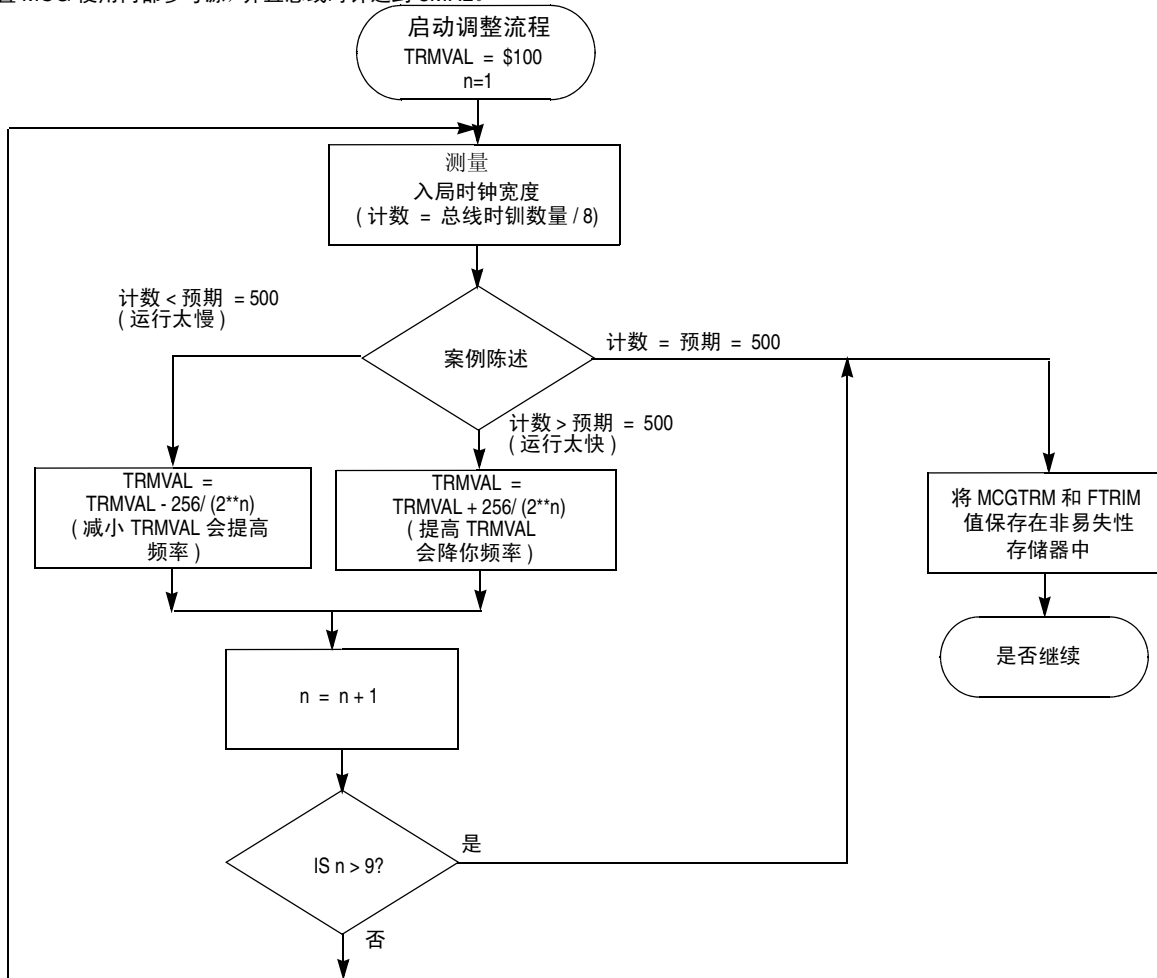 启动调整流程
TRMVAL = $100
n=1
测量
入局时钟宽度
( 计数 = 总线时钏数量 / 8)
计数 < 预期 = 500
( 运行太慢 )
计数 = 预期 = 500
案例陈述
计数 > 预期 = 500
( 运行太快 )
TRMVAL =
TRMVAL - 256/ (2**n)
( 减小 TRMVAL 会提高
频率 )
TRMVAL =
TRMVAL + 256/ (2**n)
( 提高 TRMVAL
会降你频率 )
将 MCGTRM 和 FTRIM
值保存在非易失性
存储器中
是否继续
n = n + 1
是
IS n > 9?
否